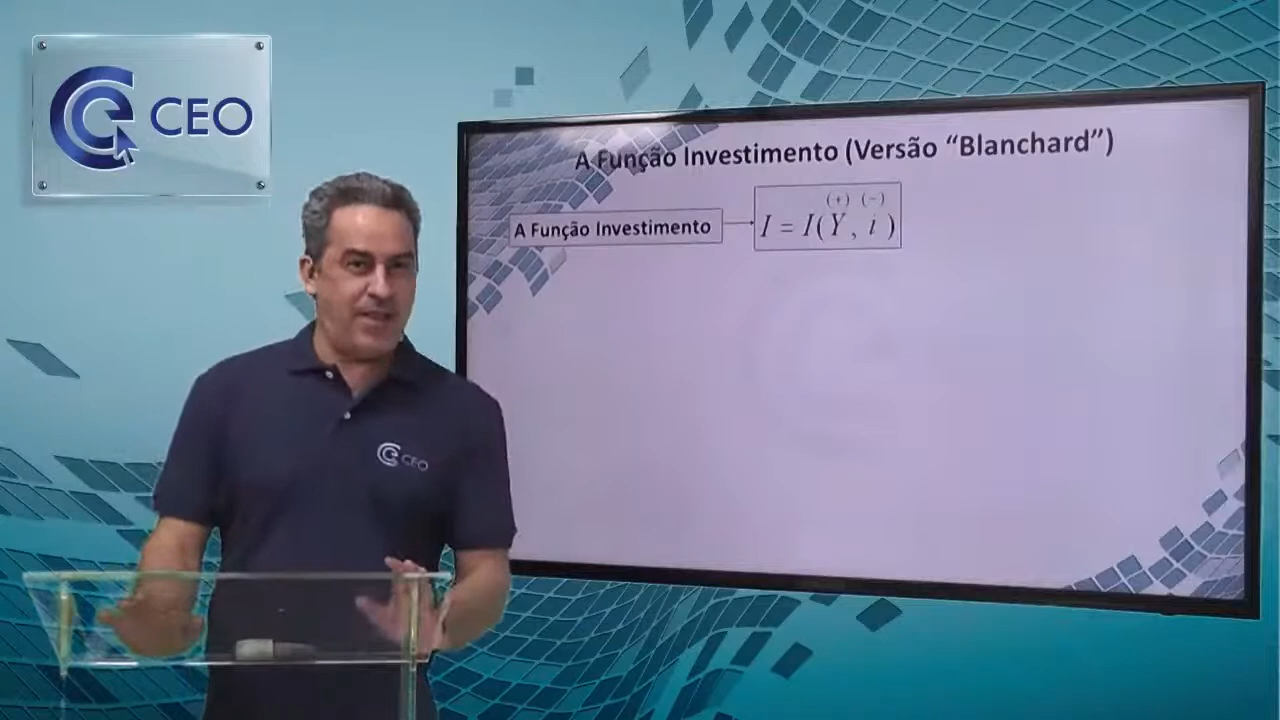 CEO
A Função Investimento (Versão “Blanchard”)
(+) (−)
A Função Investimento I = I(Y, i)
CEO